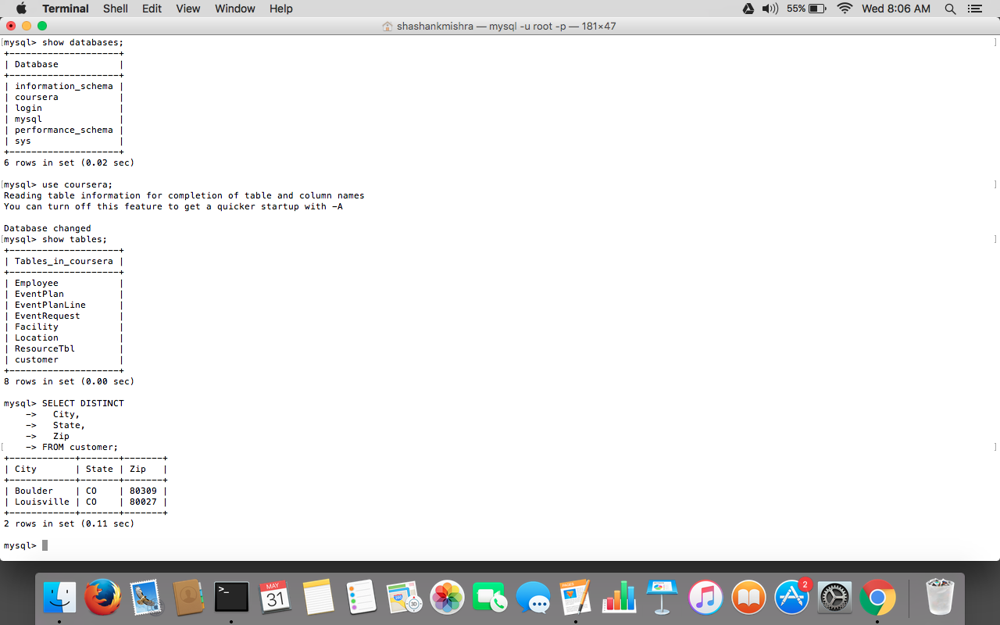 Terminal Shell Edit View Window Help 55% Wed 8:06 AM
shashankmishra — mysql -u root -p — 181×47
[mysql> show databases; ]
+--------------------+
| Database           |
+--------------------+
| information_schema |
| coursera           |
| login              |
| mysql              |
| performance_schema |
| sys                |
+--------------------+
6 rows in set (0.02 sec)
[mysql> use coursera; ]
Reading table information for completion of table and column names
You can turn off this feature to get a quicker startup with -A
Database changed
[mysql> show tables; ]
+--------------------+
| Tables_in_coursera |
+--------------------+
| Employee           |
| EventPlan          |
| EventPlanLine      |
| EventRequest       |
| Facility           |
| Location           |
| ResourceTbl        |
| customer           |
+--------------------+
8 rows in set (0.00 sec)
mysql> SELECT DISTINCT
    ->   City,
    ->   State,
    ->   Zip
[    -> FROM customer; ]
+------------+-------+-------+
| City       | State | Zip   |
+------------+-------+-------+
| Boulder    | CO    | 80309 |
| Louisville | CO    | 80027 |
+------------+-------+-------+
2 rows in set (0.11 sec)
mysql>
>_
MAY
31
3D
PAGES
2